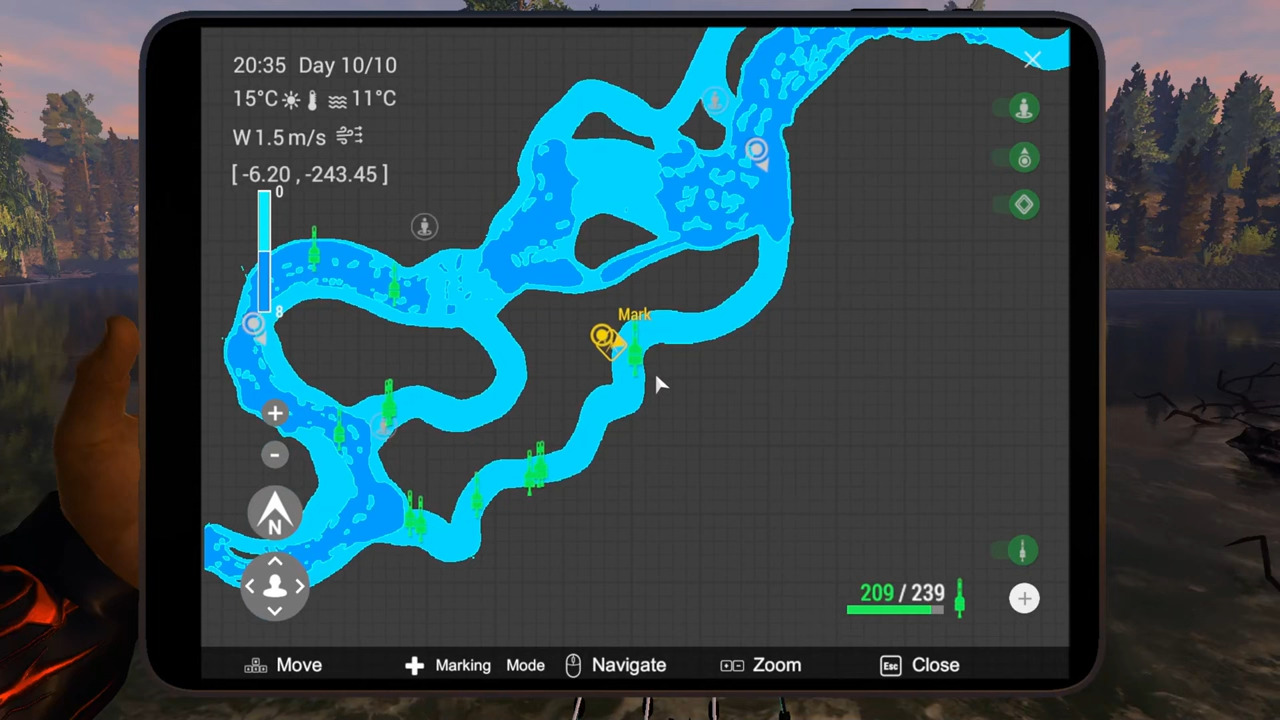 20:35 Day 10/10
15°C 11°C
W 1.5 m/s
[ -6.20 , -243.45 ]
0
8
Mark
+
-
N
209 / 239
+
Move
Marking Mode
Navigate
Zoom
Esc Close